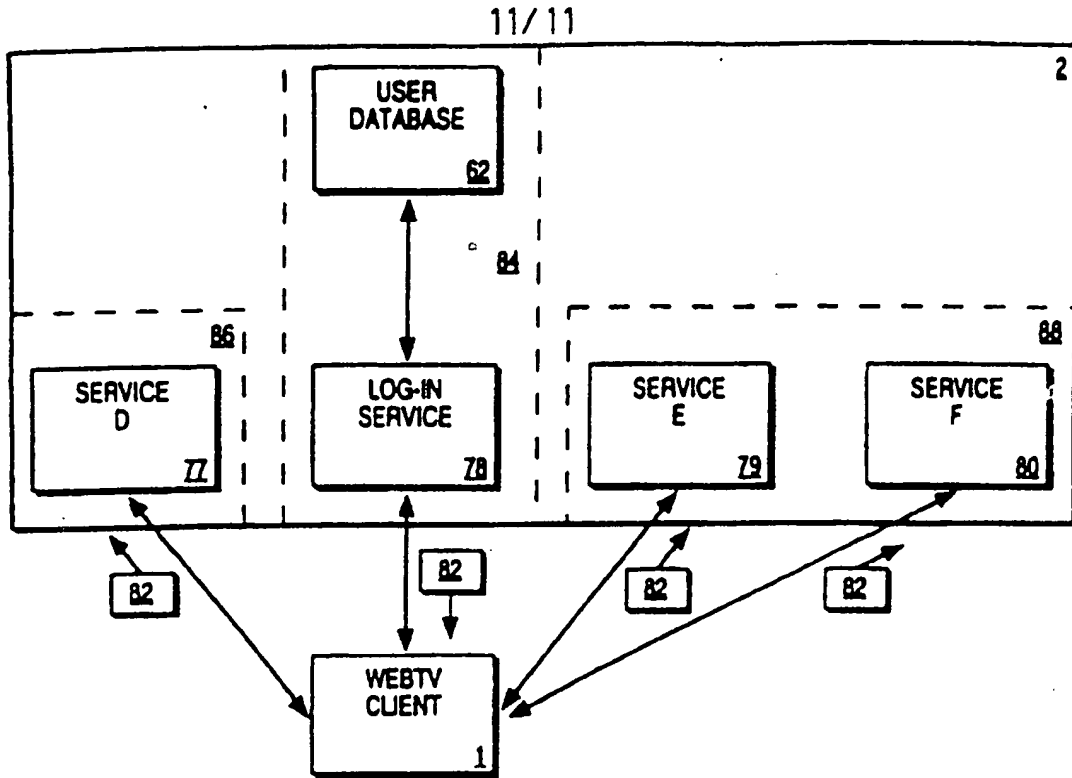 11/11
2
USER
DATABASE
62
84
86
88
SERVICE
D
77
LOG-IN
SERVICE
78
SERVICE
E
79
SERVICE
F
80
82
82
82
82
WEBTV
CLIENT
1